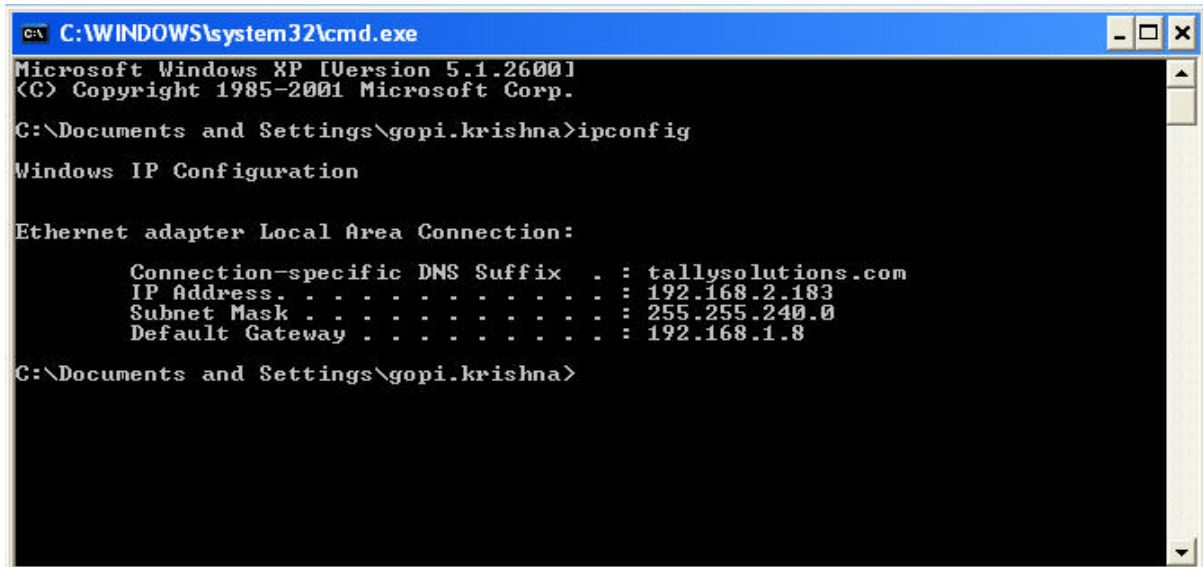 C:\WINDOWS\system32\cmd.exe
Microsoft Windows XP [Version 5.1.2600]
(C) Copyright 1985-2001 Microsoft Corp.
C:\Documents and Settings\gopi.krishna>ipconfig
Windows IP Configuration
Ethernet adapter Local Area Connection:
Connection-specific DNS Suffix  . : tallysolutions.com
IP Address. . . . . . . . . . . . : 192.168.2.183
Subnet Mask . . . . . . . . . . . : 255.255.240.0
Default Gateway . . . . . . . . . : 192.168.1.8
C:\Documents and Settings\gopi.krishna>